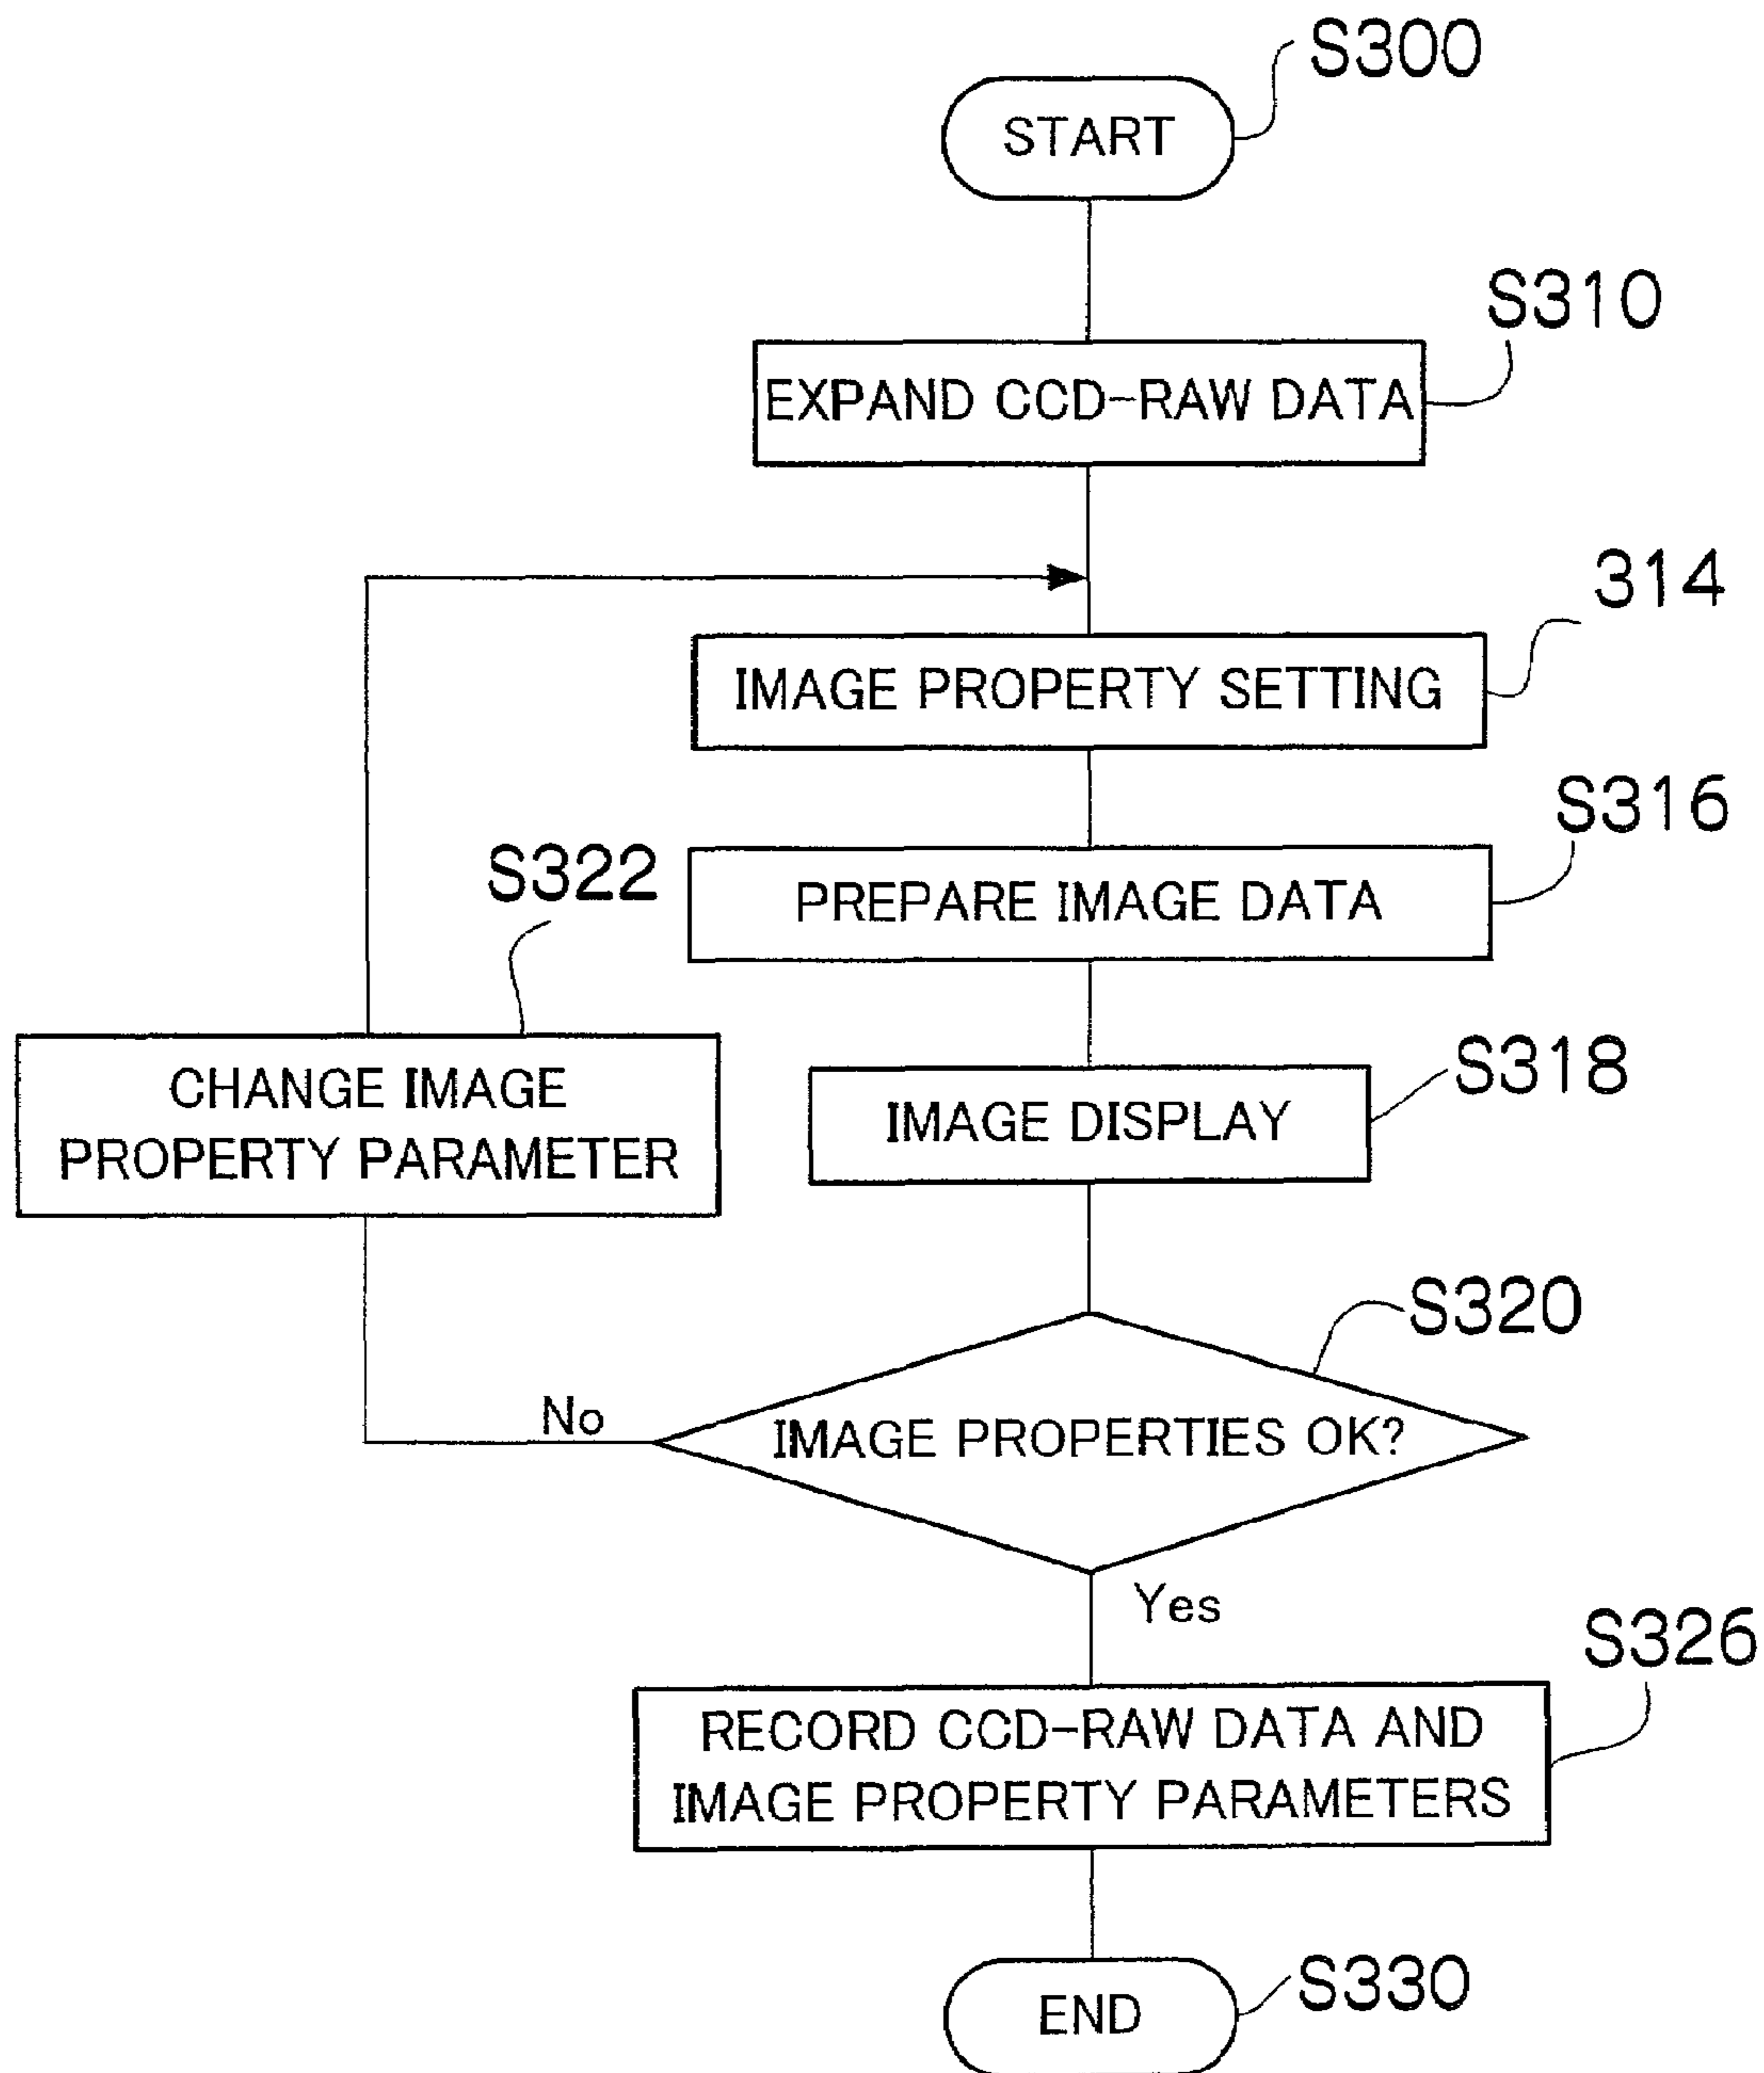 S300
START
S310
EXPAND CCD-RAW DATA
314
IMAGE PROPERTY SETTING
S316
PREPARE IMAGE DATA
S322
CHANGE IMAGE
PROPERTY PARAMETER
S318
IMAGE DISPLAY
S320
IMAGE PROPERTIES OK?
No
Yes
S326
RECORD CCD-RAW DATA AND
IMAGE PROPERTY PARAMETERS
S330
END